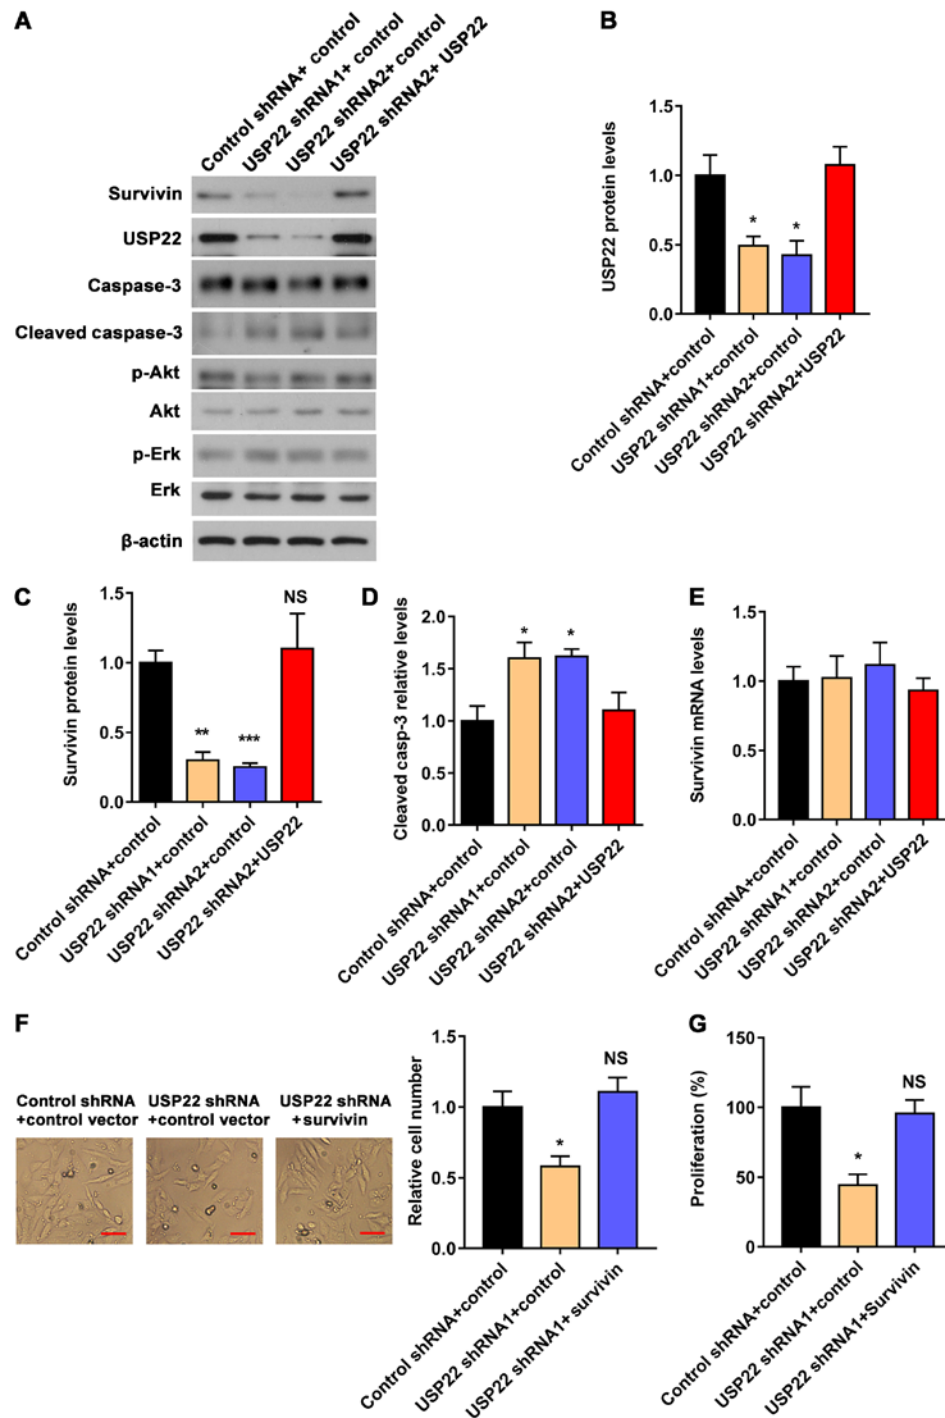 A
Control shRNA+ control
USP22 shRNA1+ control
USP22 shRNA2+ control
USP22 shRNA2+ USP22
Survivin
USP22
Caspase-3
Cleaved caspase-3
p-Akt
Akt
p-Erk
Erk
β-actin
B
USP22 protein levels
1.5
1.0
0.5
0.0
*
*
Control shRNA+control
USP22 shRNA1+control
USP22 shRNA2+control
USP22 shRNA2+USP22
C
Survivin protein levels
1.5
1.0
0.5
0.0
**
***
NS
Control shRNA+control
USP22 shRNA1+control
USP22 shRNA2+control
USP22 shRNA2+USP22
D
Cleaved casp-3 relative levels
2.0
1.5
1.0
0.5
0.0
*
*
Control shRNA+control
USP22 shRNA1+control
USP22 shRNA2+control
USP22 shRNA2+USP22
E
Survivin mRNA levels
1.5
1.0
0.5
0.0
Control shRNA+control
USP22 shRNA1+control
USP22 shRNA2+control
USP22 shRNA2+USP22
F
Control shRNA
+control vector
USP22 shRNA
+control vector
USP22 shRNA
+survivin
Relative cell number
1.5
1.0
0.5
0.0
*
NS
Control shRNA+control
USP22 shRNA1+control
USP22 shRNA1+survivin
G
Proliferation (%)
150
100
50
0
*
NS
Control shRNA+control
USP22 shRNA1+control
USP22 shRNA1+Survivin